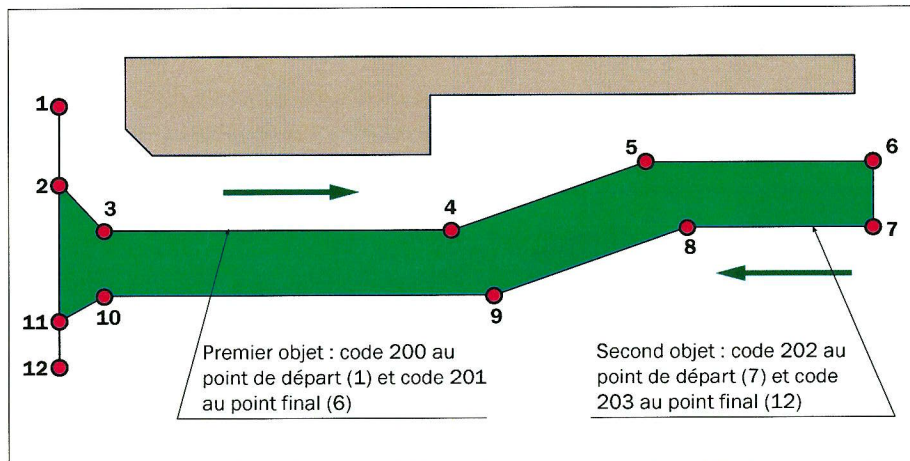 1
2
3
4
5
6
7
8
9
10
11
12
Premier objet : code 200 au
point de départ (1) et code 201
au point final (6)
Second objet : code 202 au
point de départ (7) et code
203 au point final (12)